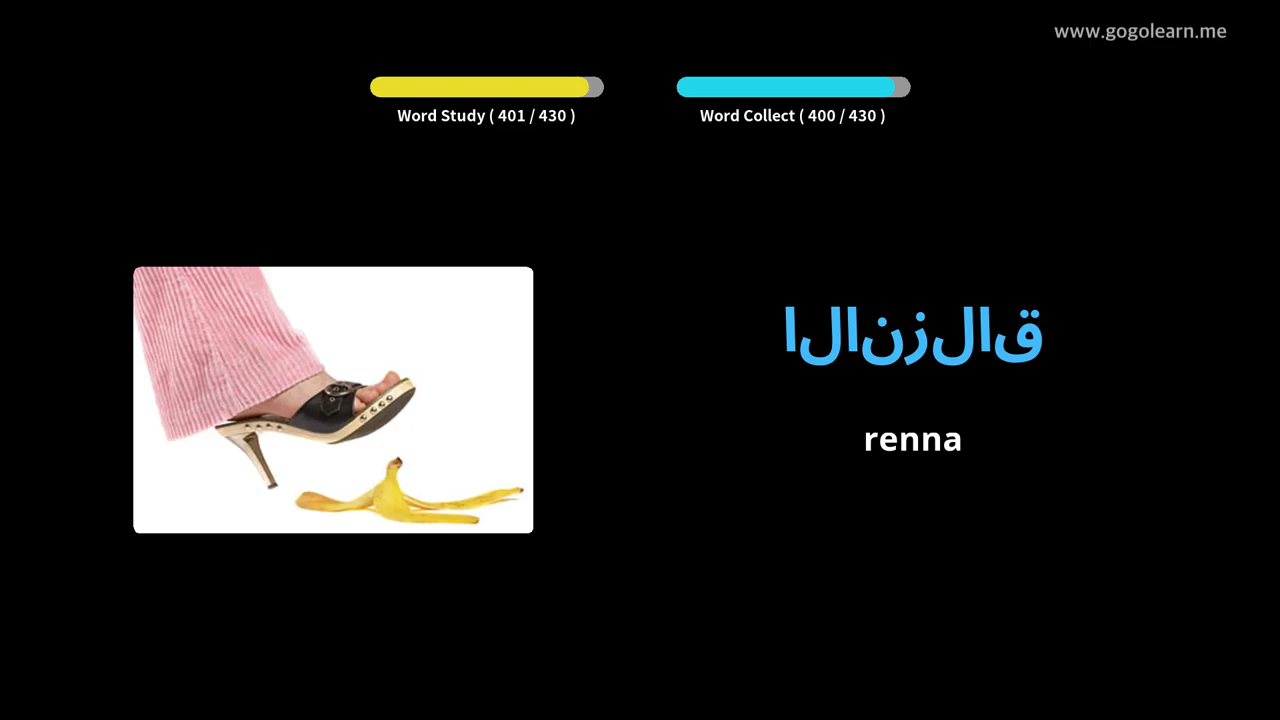 www.gogolearn.me
Word Study ( 401 / 430 )
Word Collect ( 400 / 430 )
الانزلاق
renna